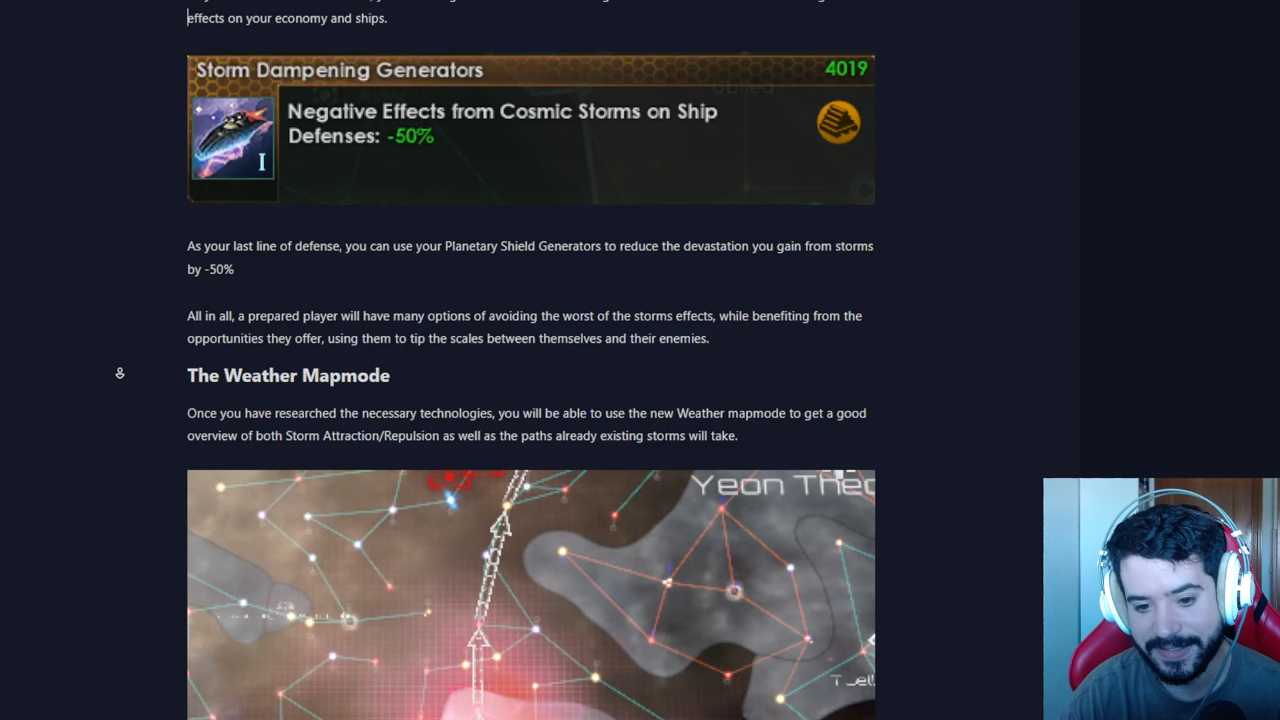 effects on your economy and ships.
Storm Dampening Generators
4019
Negative Effects from Cosmic Storms on Ship
Defenses: -50%
I
As your last line of defense, you can use your Planetary Shield Generators to reduce the devastation you gain from storms
by -50%
All in all, a prepared player will have many options of avoiding the worst of the storms effects, while benefiting from the
opportunities they offer, using them to tip the scales between themselves and their enemies.
The Weather Mapmode
Once you have researched the necessary technologies, you will be able to use the new Weather mapmode to get a good
overview of both Storm Attraction/Repulsion as well as the paths already existing storms will take.
Yeon